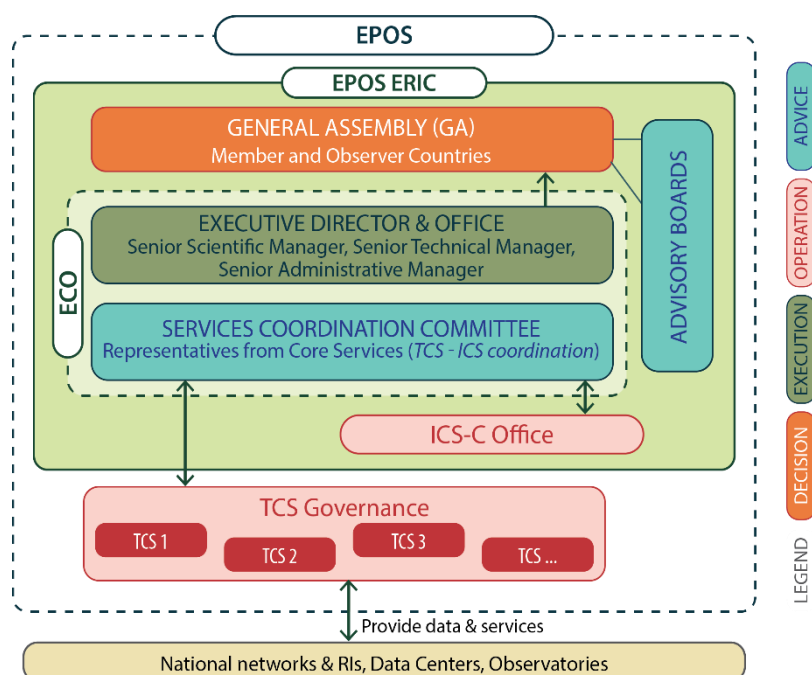 EPOS
EPOS ERIC
GENERAL ASSEMBLY (GA)
Member and Observer Countries
EXECUTIVE DIRECTOR & OFFICE
Senior Scientific Manager, Senior Technical Manager,
Senior Administrative Manager
ECO
SERVICES COORDINATION COMMITTEE
Representatives from Core Services (TCS - ICS coordination)
ADVISORY BOARDS
ICS-C Office
TCS Governance
TCS 1
TCS 2
TCS 3
TCS ...
Provide data & services
National networks & RIs, Data Centers, Observatories
ADVICE
OPERATION
EXECUTION
DECISION
LEGEND